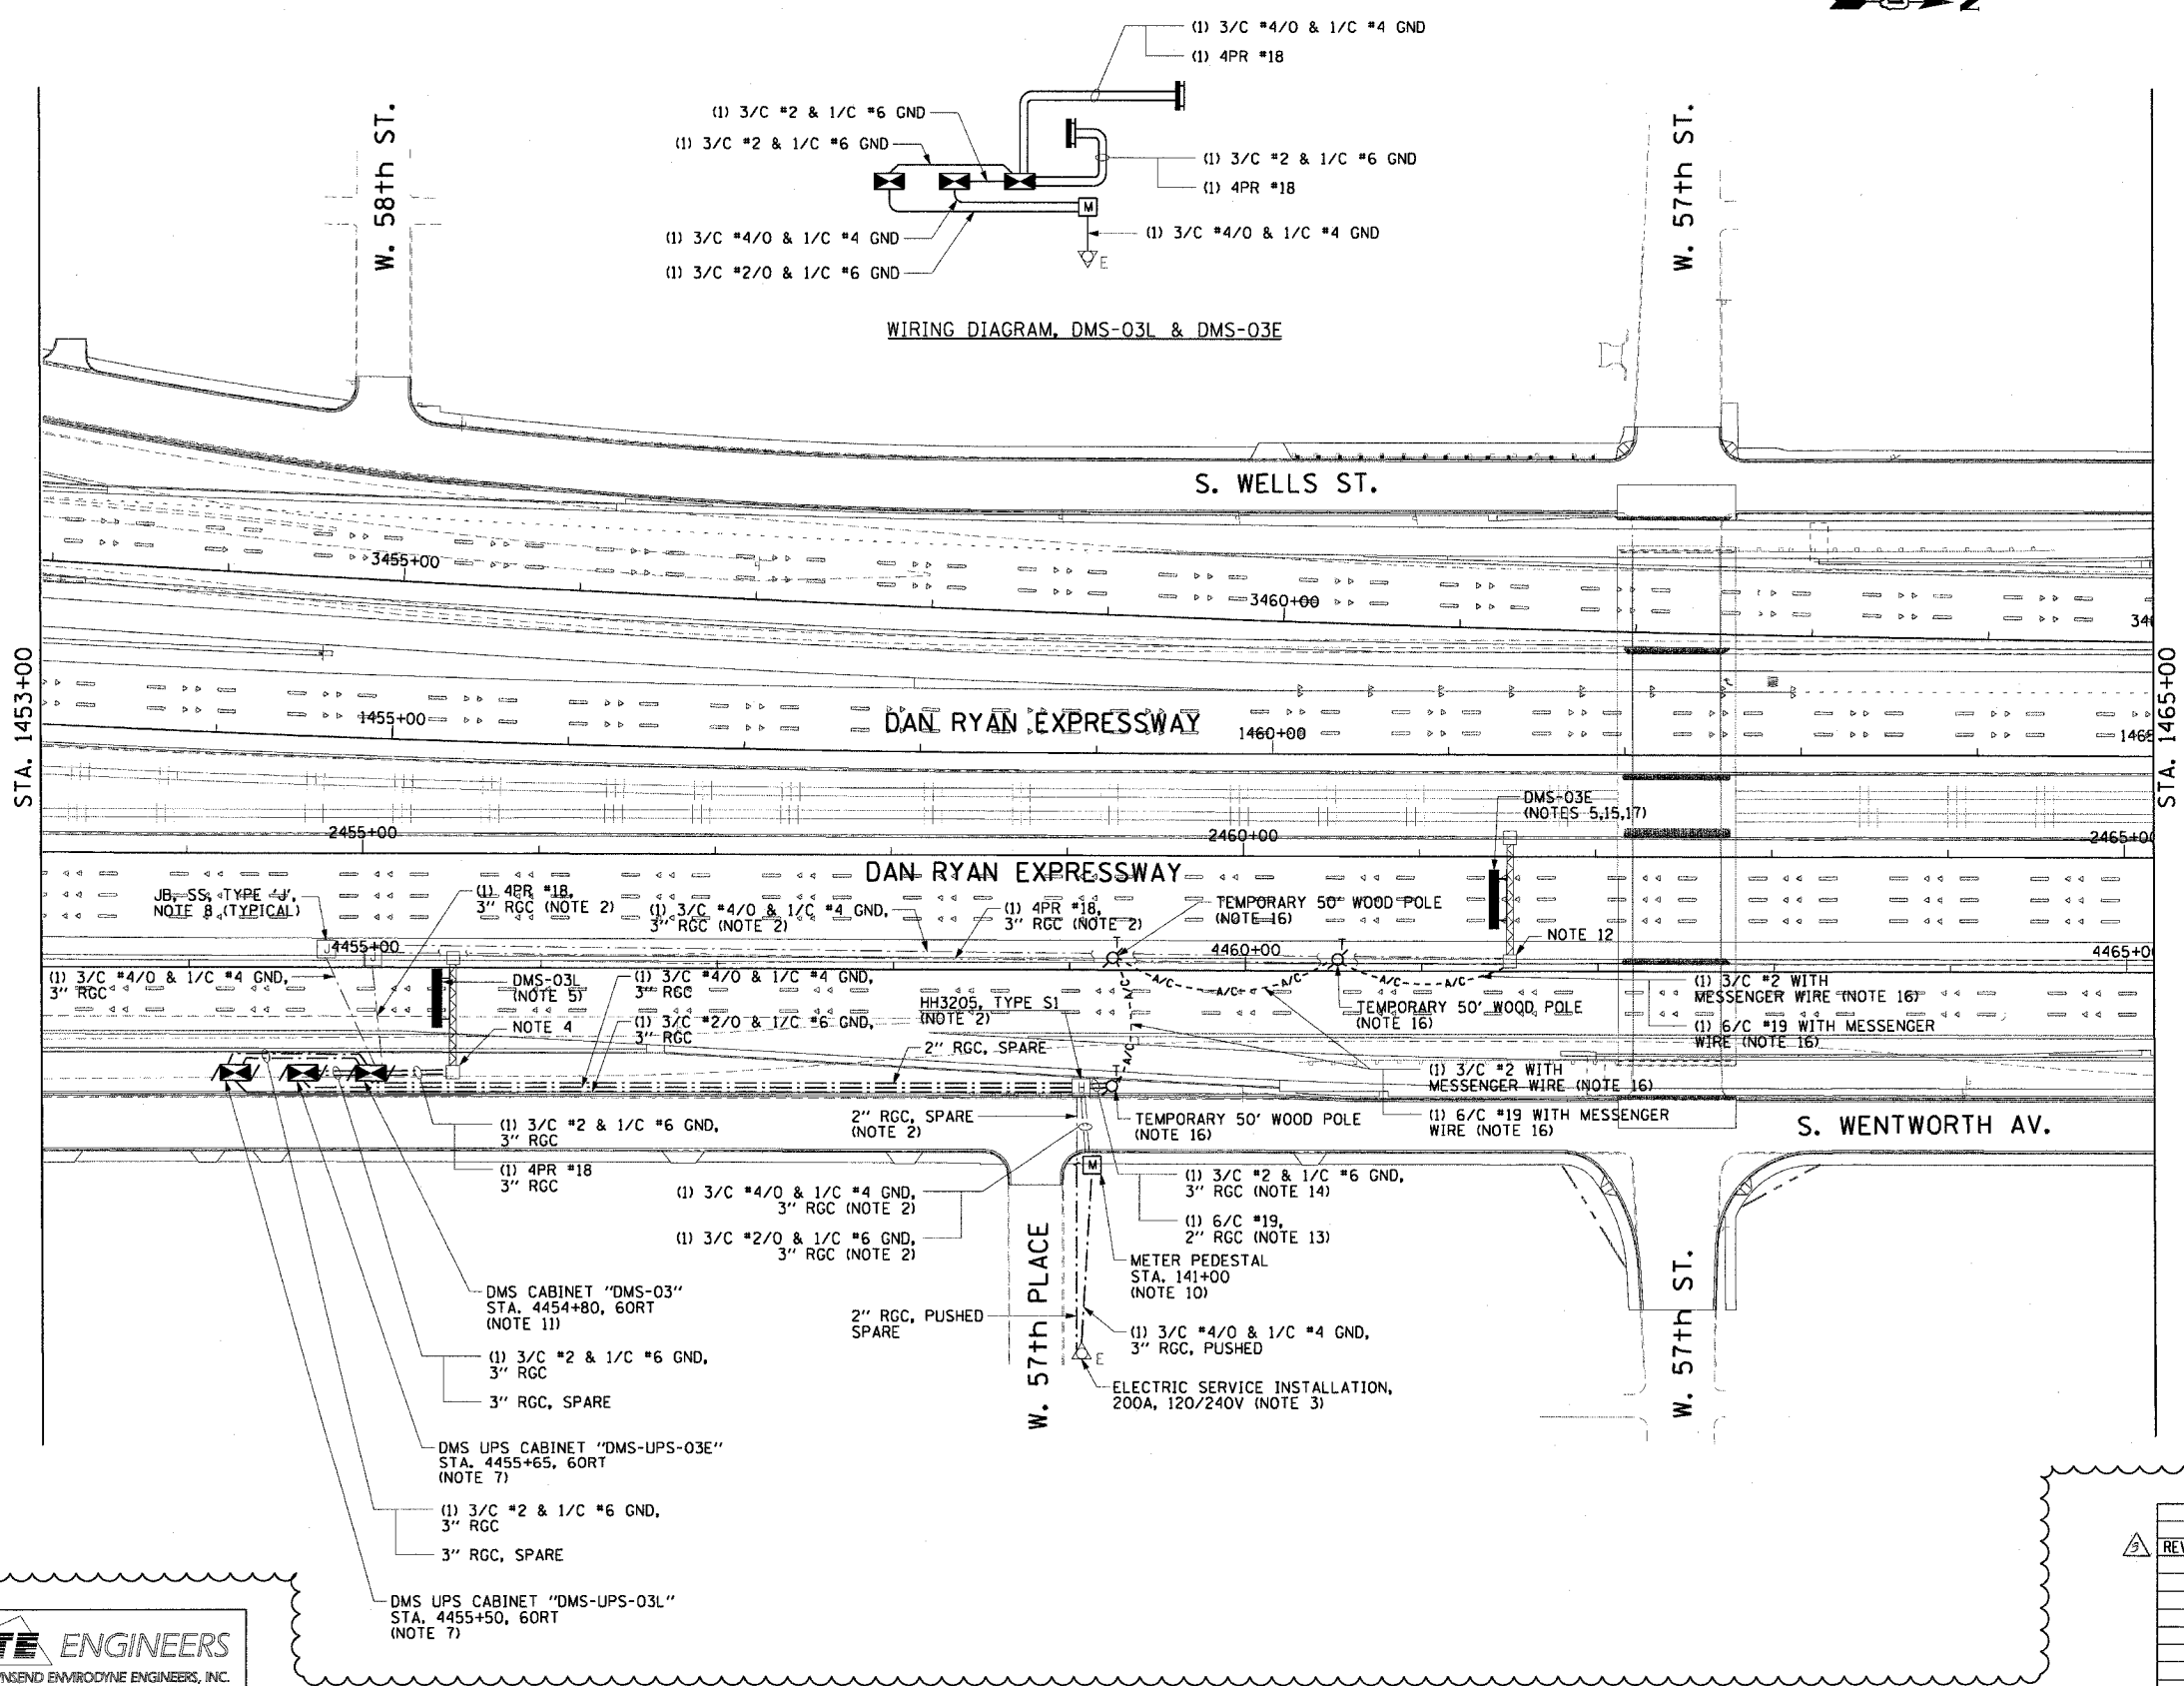 (1) 3/C #4/0 & 1/C #4 GND
(1) 4PR #18
(1) 3/C #2 & 1/C #6 GND
(1) 3/C #2 & 1/C #6 GND
(1) 3/C #2 & 1/C #6 GND
(1) 4PR #18
M
(1) 3/C #4/0 & 1/C #4 GND
(1) 3/C #4/0 & 1/C #4 GND
E
(1) 3/C #2/0 & 1/C #6 GND
WIRING DIAGRAM, DMS-03L & DMS-03E
W. 58th ST.
W. 57th ST.
S. WELLS ST.
3455+00
3460+00
STA. 1453+00
STA. 1465+00
1455+00
DAN RYAN EXPRESSWAY
1460+00
DMS-03E
(NOTES 5,15,17)
2455+00
2460+00
2465+00
DAN RYAN EXPRESSWAY
JB, SS, TYPE "J",
NOTE 8 (TYPICAL)
(1) 4PR #18,
3" RGC (NOTE 2)
(1) 3/C #4/0 & 1/C #4 GND,
3" RGC (NOTE 2)
(1) 4PR #18,
3" RGC (NOTE 2)
TEMPORARY 50' WOOD POLE
(NOTE 16)
NOTE 12
J
4455+00
J
4460+00
4465+0
(1) 3/C #4/0 & 1/C #4 GND,
3" RGC
DMS-03L
(NOTE 5)
NOTE 4
(1) 3/C #4/0 & 1/C #4 GND,
3" RGC
(1) 3/C #2/0 & 1/C #6 GND,
3" RGC
HH3205, TYPE S1
(NOTE 2)
2" RGC, SPARE
A/C
A/C
A/C
A/C
A/C
A/C
A/C
TEMPORARY 50' WOOD POLE
(NOTE 16)
(1) 3/C #2 WITH
MESSENGER WIRE (NOTE 16)
(1) 6/C #19 WITH MESSENGER
WIRE (NOTE 16)
(1) 3/C #2 WITH
MESSENGER WIRE (NOTE 16)
(1) 6/C #19 WITH MESSENGER
WIRE (NOTE 16)
H
S. WENTWORTH AV.
(1) 3/C #2 & 1/C #6 GND,
3" RGC
(1) 4PR #18
3" RGC
2" RGC, SPARE
(NOTE 2)
TEMPORARY 50' WOOD POLE
(NOTE 16)
M
(1) 3/C #4/0 & 1/C #4 GND,
3" RGC (NOTE 2)
(1) 3/C #2/0 & 1/C #6 GND,
3" RGC (NOTE 2)
(1) 3/C #2 & 1/C #6 GND,
3" RGC (NOTE 14)
(1) 6/C #19,
2" RGC (NOTE 13)
METER PEDESTAL
STA. 141+00
(NOTE 10)
W. 57th PLACE
W. 57th ST.
DMS CABINET "DMS-03"
STA. 4454+80, 60RT
(NOTE 11)
2" RGC, PUSHED
SPARE
(1) 3/C #4/0 & 1/C #4 GND,
3" RGC, PUSHED
E
(1) 3/C #2 & 1/C #6 GND,
3" RGC
3" RGC, SPARE
ELECTRIC SERVICE INSTALLATION,
200A, 120/240V (NOTE 3)
DMS UPS CABINET "DMS-UPS-03E"
STA. 4455+65, 60RT
(NOTE 7)
(1) 3/C #2 & 1/C #6 GND,
3" RGC
3" RGC, SPARE
DMS UPS CABINET "DMS-UPS-03L"
STA. 4455+50, 60RT
(NOTE 7)
3
REV
TE ENGINEERS
NSEND ENVIRODYNE ENGINEERS, INC.